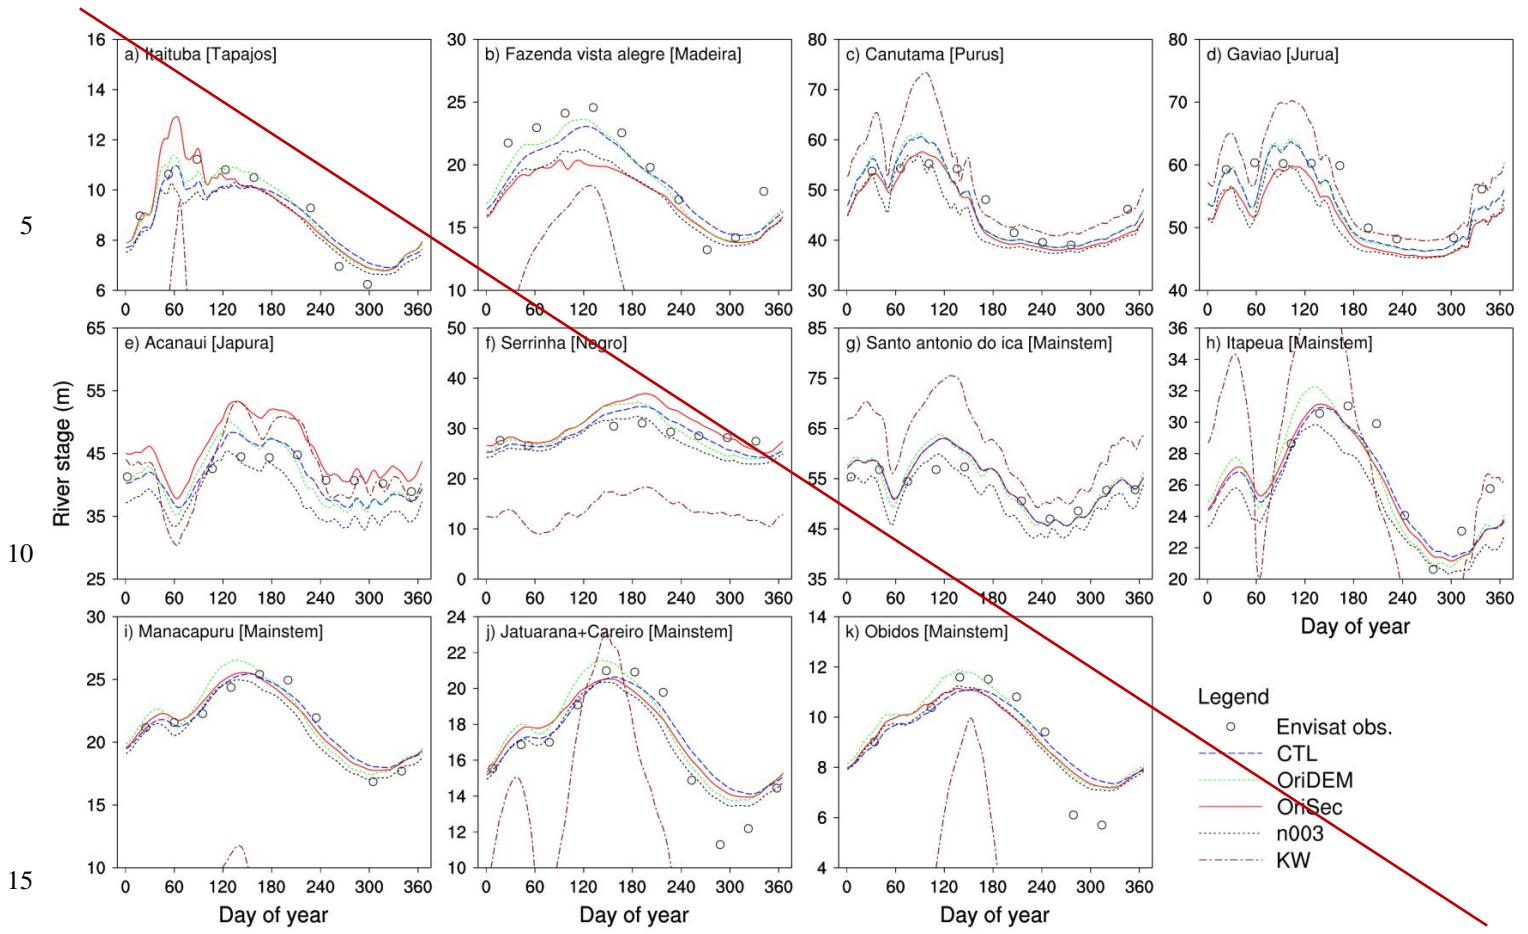 a) Itaituba [Tapajos]
16
14
12
10
8
6
0 60 120 180 240 300 360
b) Fazenda vista alegre [Madeira]
30
25
20
15
10
0 60 120 180 240 300 360
c) Canutama [Purus]
80
70
60
50
40
30
0 60 120 180 240 300 360
d) Gaviao [Jurua]
80
70
60
50
40
0 60 120 180 240 300 360
5
e) Acanaui [Japura]
65
55
45
35
25
0 60 120 180 240 300 360
River stage (m)
f) Serrinha [Negro]
50
40
30
20
10
0
0 60 120 180 240 300 360
g) Santo antonio do ica [Mainstem]
85
75
65
55
45
35
0 60 120 180 240 300 360
h) Itapeua [Mainstem]
36
34
32
30
28
26
24
22
20
0 60 120 180 240 300 360
Day of year
10
i) Manacapuru [Mainstem]
30
25
20
15
10
0 60 120 180 240 300 360
Day of year
j) Jatuarana+Careiro [Mainstem]
24
22
20
18
16
14
12
10
0 60 120 180 240 300 360
Day of year
k) Obidos [Mainstem]
14
12
10
8
6
4
0 60 120 180 240 300 360
Day of year
15
Legend
Envisat obs.
CTL
OriDEM
OriSec
n003
KW